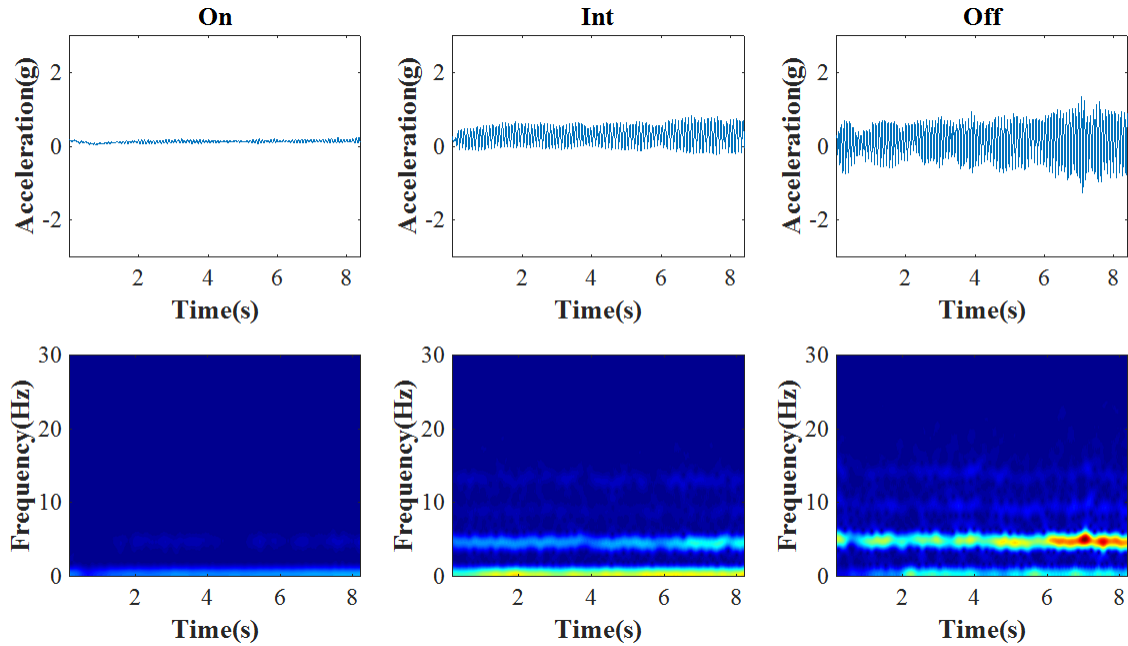 On Int Off
Acceleration(g) Acceleration(g) Acceleration(g)
2 2 2
0 0 0
-2 -2 -2
2 4 6 8 2 4 6 8 2 4 6 8
Time(s) Time(s) Time(s)
Frequency(Hz) Frequency(Hz) Frequency(Hz)
30 30 30
20 20 20
10 10 10
0 0 0
2 4 6 8 2 4 6 8 2 4 6 8
Time(s) Time(s) Time(s)